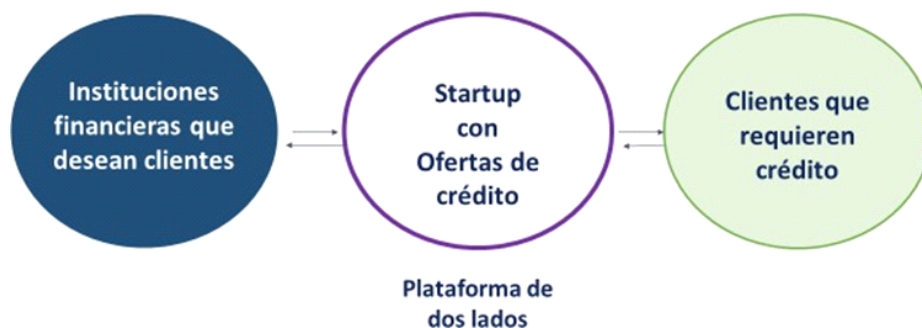 Instituciones
financieras que
desean clientes
Startup
con
Ofertas de
crédito
Clientes que
requieren
crédito
Plataforma de
dos lados